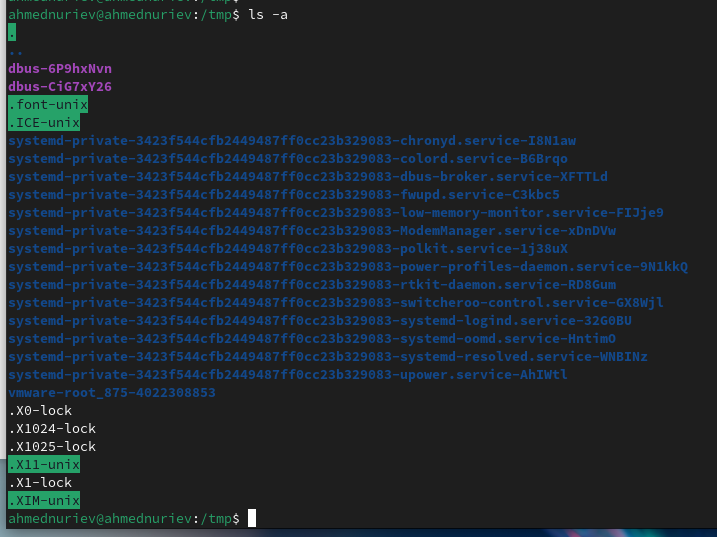 ahmednuriev@ahmednuriev:/tmp$ ls -a
.
..
dbus-6P9hxNvn
dbus-CiG7xY26
.font-unix
.ICE-unix
systemd-private-3423f544cfb2449487ff0cc23b329083-chronyd.service-I8N1aw
systemd-private-3423f544cfb2449487ff0cc23b329083-colord.service-B6Brqo
systemd-private-3423f544cfb2449487ff0cc23b329083-dbus-broker.service-XFTTLd
systemd-private-3423f544cfb2449487ff0cc23b329083-fwupd.service-C3kbc5
systemd-private-3423f544cfb2449487ff0cc23b329083-low-memory-monitor.service-FIJje9
systemd-private-3423f544cfb2449487ff0cc23b329083-ModemManager.service-xDnDVw
systemd-private-3423f544cfb2449487ff0cc23b329083-polkit.service-1j38uX
systemd-private-3423f544cfb2449487ff0cc23b329083-power-profiles-daemon.service-9N1kkQ
systemd-private-3423f544cfb2449487ff0cc23b329083-rtkit-daemon.service-RD8Gum
systemd-private-3423f544cfb2449487ff0cc23b329083-switcheroo-control.service-GX8Wjl
systemd-private-3423f544cfb2449487ff0cc23b329083-systemd-logind.service-32G0BU
systemd-private-3423f544cfb2449487ff0cc23b329083-systemd-oomd.service-HntimO
systemd-private-3423f544cfb2449487ff0cc23b329083-systemd-resolved.service-WNBINz
systemd-private-3423f544cfb2449487ff0cc23b329083-upower.service-AhIWtl
vmware-root_875-4022308853
.X0-lock
.X1024-lock
.X1025-lock
.X11-unix
.X1-lock
.XIM-unix
ahmednuriev@ahmednuriev:/tmp$